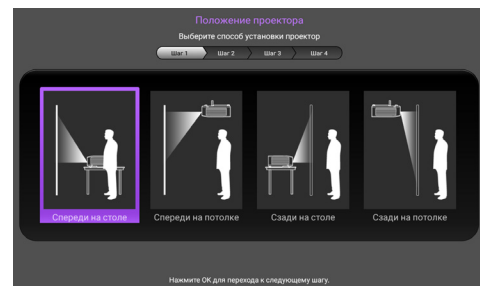 Положение проектора
Выберите способ установки проектор
Шаг 1 Шаг 2 Шаг 3 Шаг 4
Спереди на столе Спереди на потолке Сзади на столе Сзади на потолке
Нажмите ОК для перехода к следующему шагу.